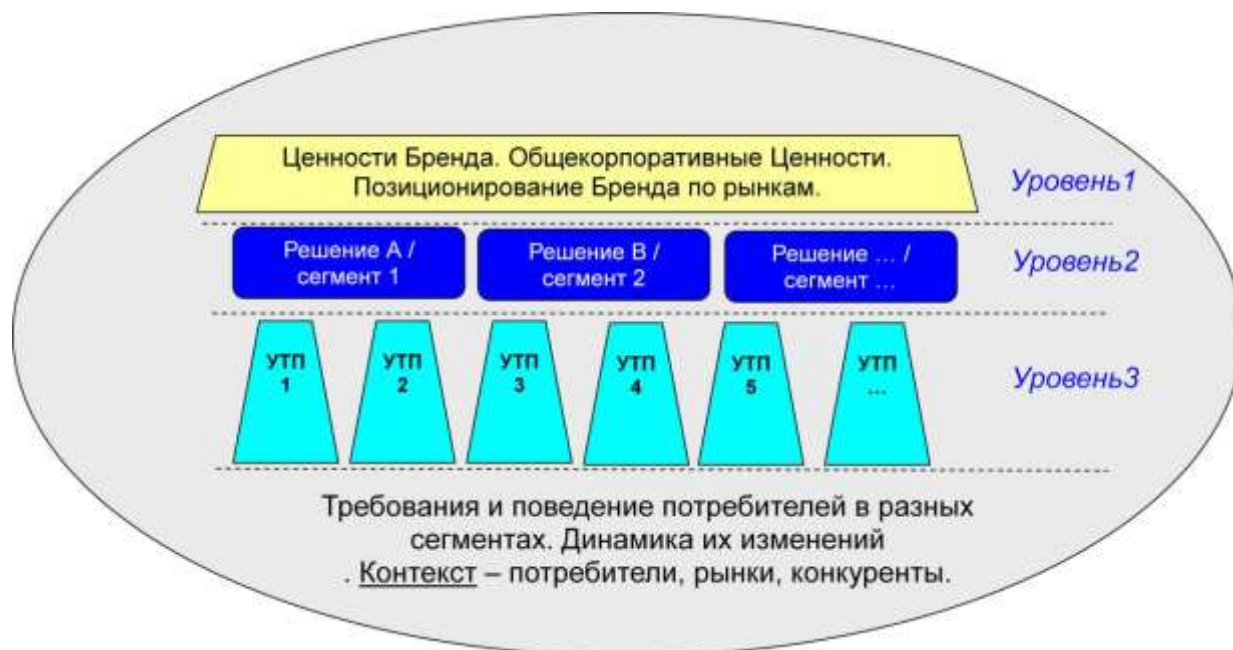 Ценности Бренда. Общекорпоративные Ценности.
Позиционирование Бренда по рынкам.
Уровень1
Решение А /
сегмент 1
Решение В /
сегмент 2
Решение … /
сегмент …
Уровень2
УТП
1
УТП
2
УТП
3
УТП
4
УТП
5
УТП
…
Уровень3
Требования и поведение потребителей в разных
сегментах. Динамика их изменений
. Контекст – потребители, рынки, конкуренты.